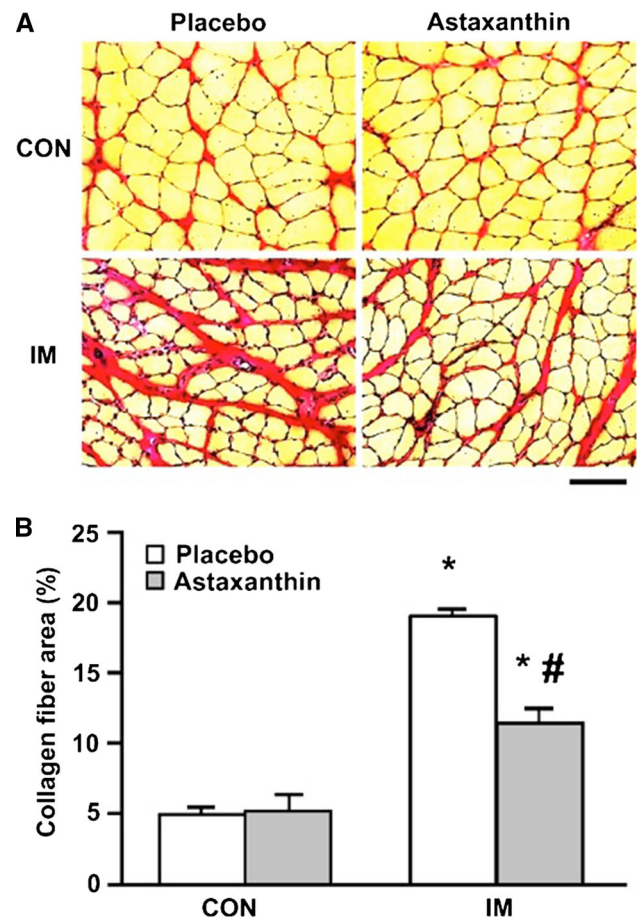 A
Placebo Astaxanthin
CON
IM
B
Collagen fiber area (%)
25
20
15
10
5
0
Placebo
Astaxanthin
*
* #
CON IM